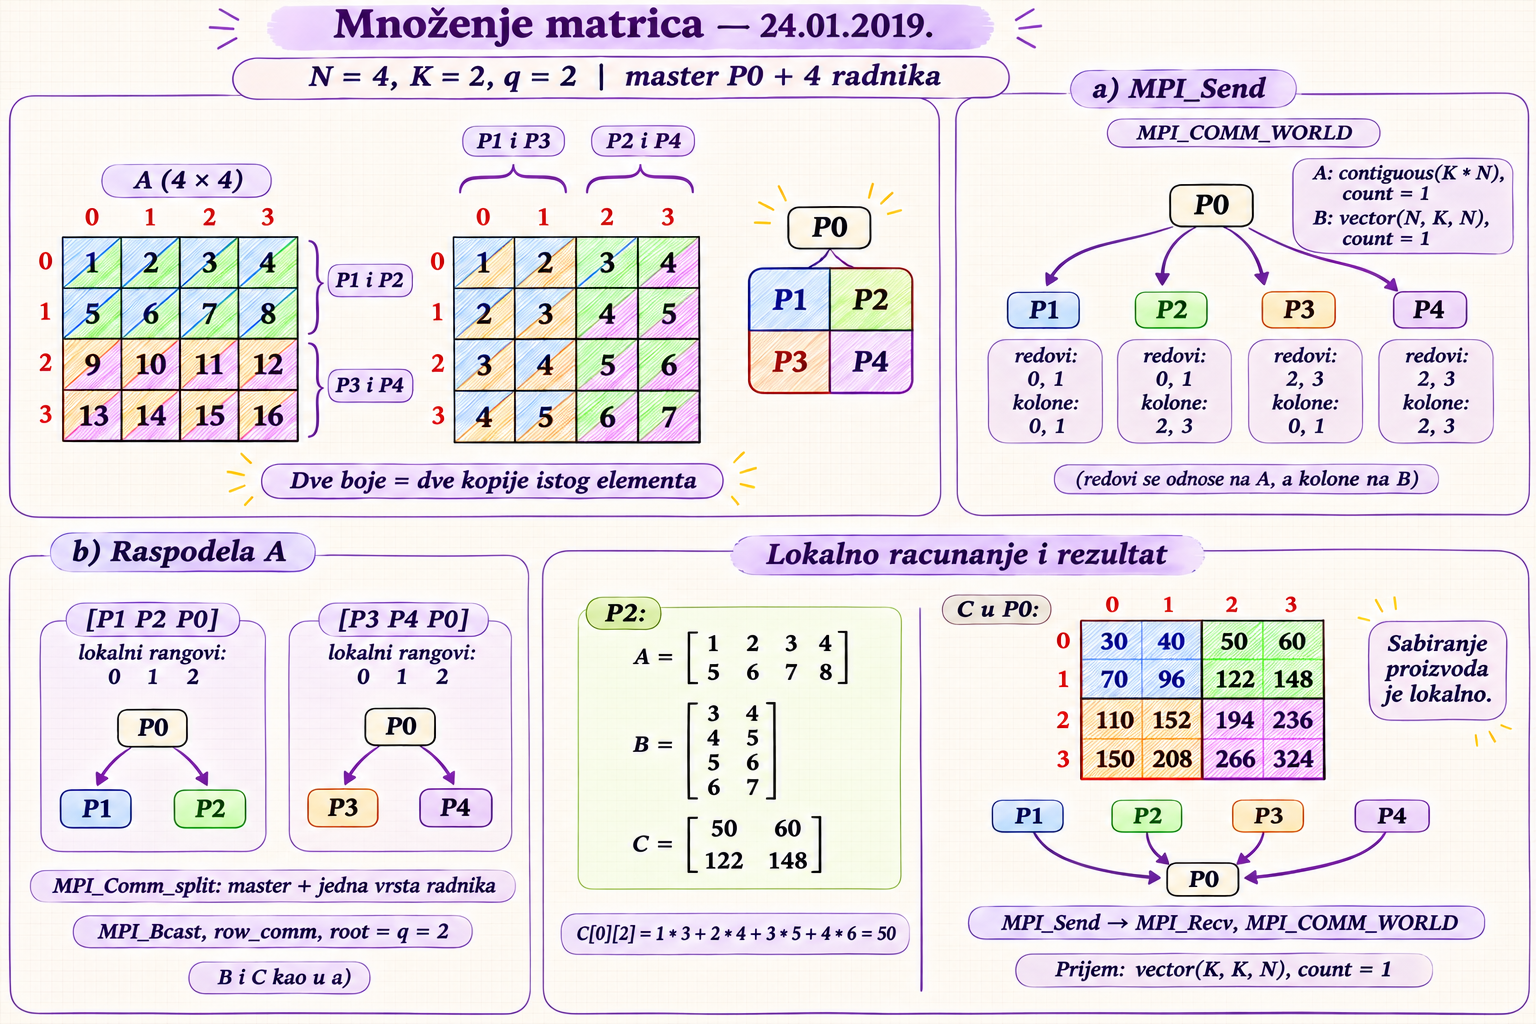 Množenje matrica — 24.01.2019.
N = 4, K = 2, q = 2 | master P0 + 4 radnika
A (4 × 4)
0 1 2 3
0 1 2 3 4
1 5 6 7 8
2 9 10 11 12
3 13 14 15 16
P1 i P2
P3 i P4
P1 i P3
P2 i P4
0 1 2 3
0 1 2 3 4
1 2 3 4 5
2 3 4 5 6
3 4 5 6 7
P0
P1 P2
P3 P4
Dve boje = dve kopije istog elementa
a) MPI_Send
MPI_COMM_WORLD
A: contiguous(K * N),
count = 1
B: vector(N, K, N),
count = 1
P0
P1 P2 P3 P4
redovi:
0, 1
kolone:
0, 1
redovi:
0, 1
kolone:
2, 3
redovi:
2, 3
kolone:
0, 1
redovi:
2, 3
kolone:
2, 3
(redovi se odnose na A, a kolone na B)
b) Raspodela A
[P1 P2 P0]
lokalni rangovi:
0 1 2
P0
P1 P2
[P3 P4 P0]
lokalni rangovi:
0 1 2
P0
P3 P4
MPI_Comm_split: master + jedna vrsta radnika
MPI_Bcast, row_comm, root = q = 2
B i C kao u a)
Lokalno racunanje i rezultat
P2:
A = [ 1 2 3 4 ]
5 6 7 8
B = [ 3 4 ]
4 5
5 6
6 7
C = [ 50 60 ]
122 148
C[0][2] = 1 * 3 + 2 * 4 + 3 * 5 + 4 * 6 = 50
C u P0:
0 1 2 3
0 30 40 50 60
1 70 96 122 148
2 110 152 194 236
3 150 208 266 324
Sabiranje
proizvoda
je lokalno.
P1 P2 P3 P4
P0
MPI_Send → MPI_Recv, MPI_COMM_WORLD
Prijem: vector(K, K, N), count = 1